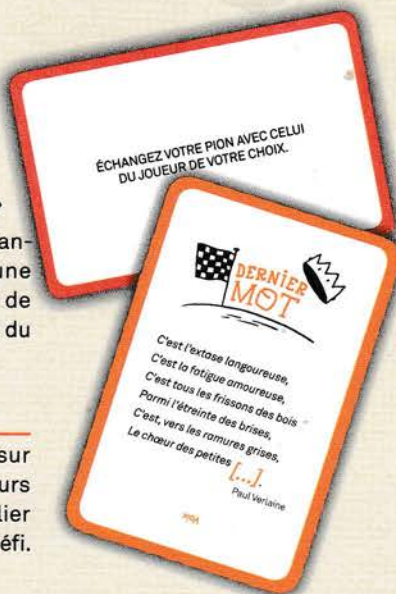 ÉCHANGEZ VOTRE PION AVEC CELUI
DU JOUEUR DE VOTRE CHOIX.
an-
une
de
du
DERNIER
MOT
C'est l'extase langoureuse,
C'est la fatigue amoureuse,
C'est tous les frissons des bois
Parmi l'étreinte des brises,
C'est, vers les ramures grises,
Le chœur des petites [...].
Paul Verlaine
sur
urs
lier
éfi.